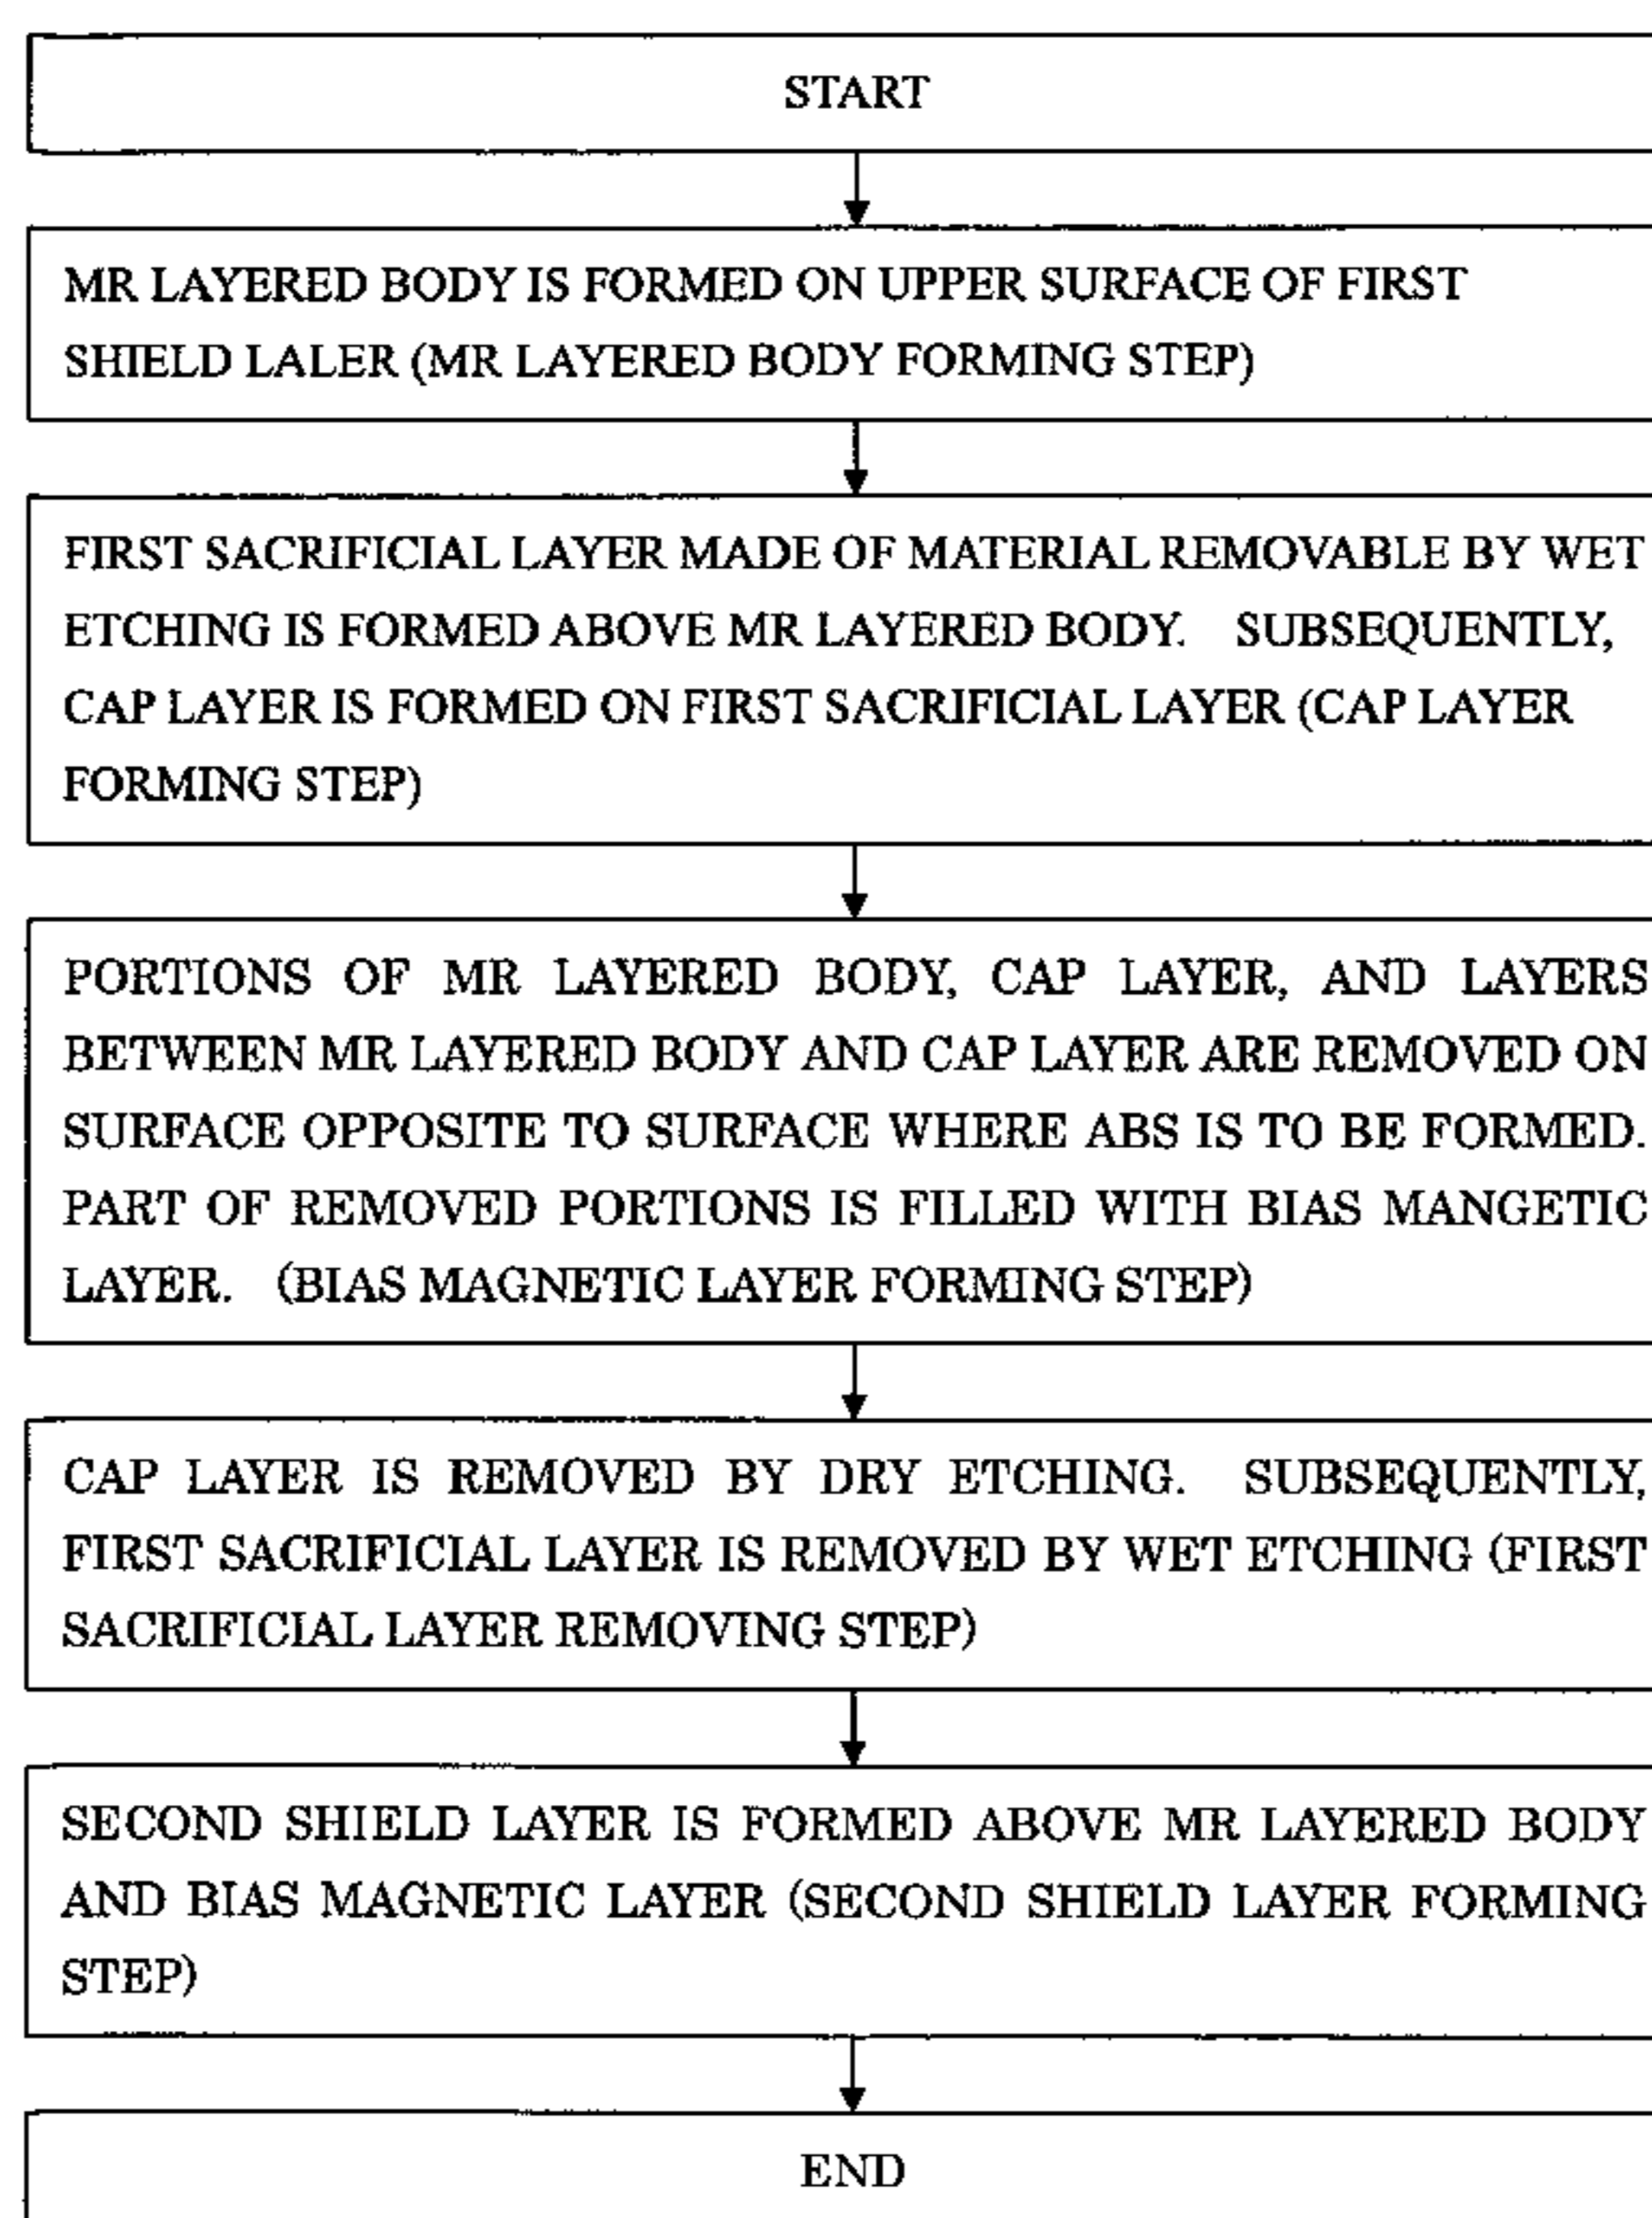 START
MR LAYERED BODY IS FORMED ON UPPER SURFACE OF FIRST
SHIELD LALER (MR LAYERED BODY FORMING STEP)
FIRST SACRIFICIAL LAYER MADE OF MATERIAL REMOVABLE BY WET
ETCHING IS FORMED ABOVE MR LAYERED BODY. SUBSEQUENTLY,
CAP LAYER IS FORMED ON FIRST SACRIFICIAL LAYER (CAP LAYER
FORMING STEP)
PORTIONS OF MR LAYERED BODY, CAP LAYER, AND LAYERS
BETWEEN MR LAYERED BODY AND CAP LAYER ARE REMOVED ON
SURFACE OPPOSITE TO SURFACE WHERE ABS IS TO BE FORMED.
PART OF REMOVED PORTIONS IS FILLED WITH BIAS MANGETIC
LAYER. (BIAS MAGNETIC LAYER FORMING STEP)
CAP LAYER IS REMOVED BY DRY ETCHING. SUBSEQUENTLY,
FIRST SACRIFICIAL LAYER IS REMOVED BY WET ETCHING (FIRST
SACRIFICIAL LAYER REMOVING STEP)
SECOND SHIELD LAYER IS FORMED ABOVE MR LAYERED BODY
AND BIAS MAGNETIC LAYER (SECOND SHIELD LAYER FORMING
STEP)
END